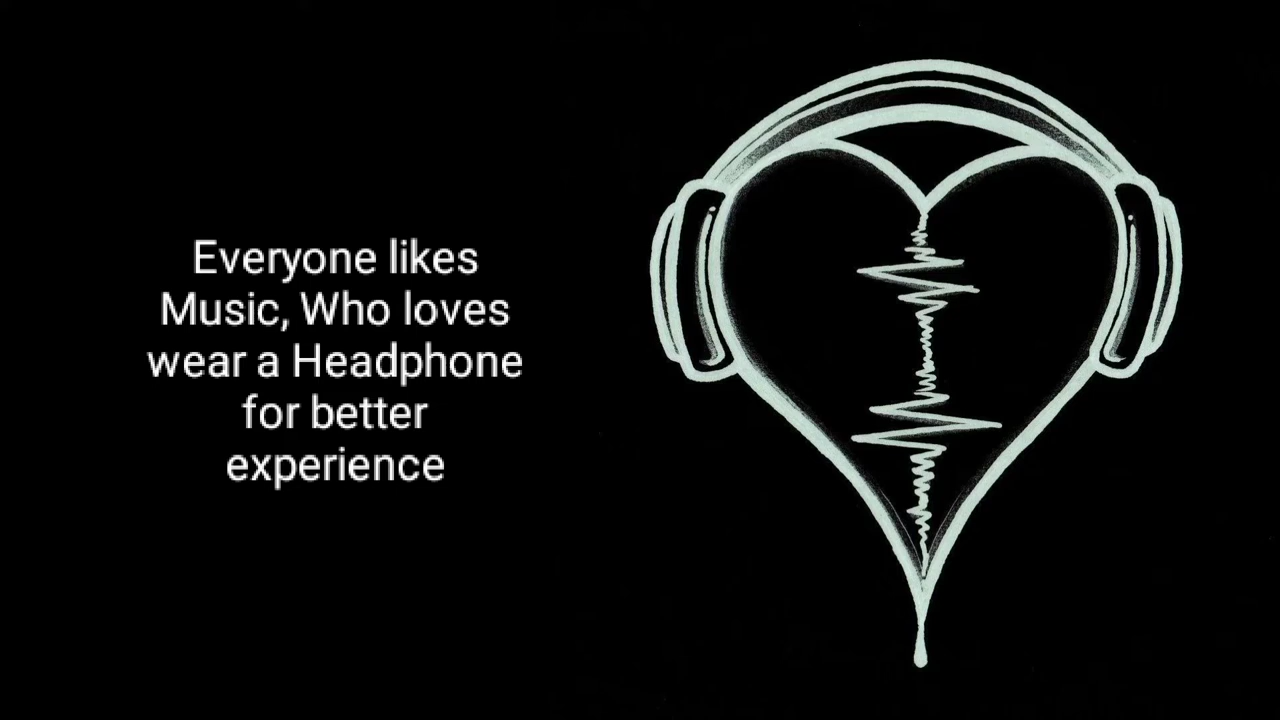 Everyone likes
Music, Who loves
wear a Headphone
for better
experience